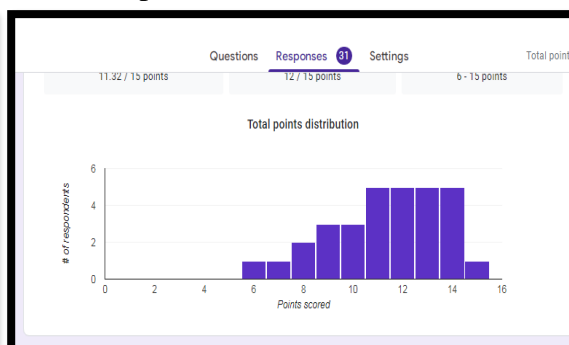 Questions Responses 31 Settings Total point
11.32 / 15 points 12 / 15 points 6 - 15 points
Total points distribution
# of respondents
6
4
2
0
0 2 4 6 8 10 12 14 16
Points scored